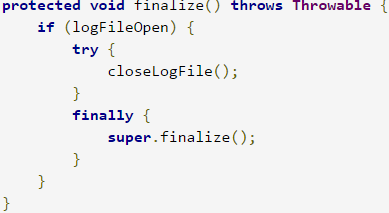 protected void finalize() throws Throwable {
    if (logFileOpen) {
        try {
            closeLogFile();
        }
        finally {
            super.finalize();
        }
    }
}